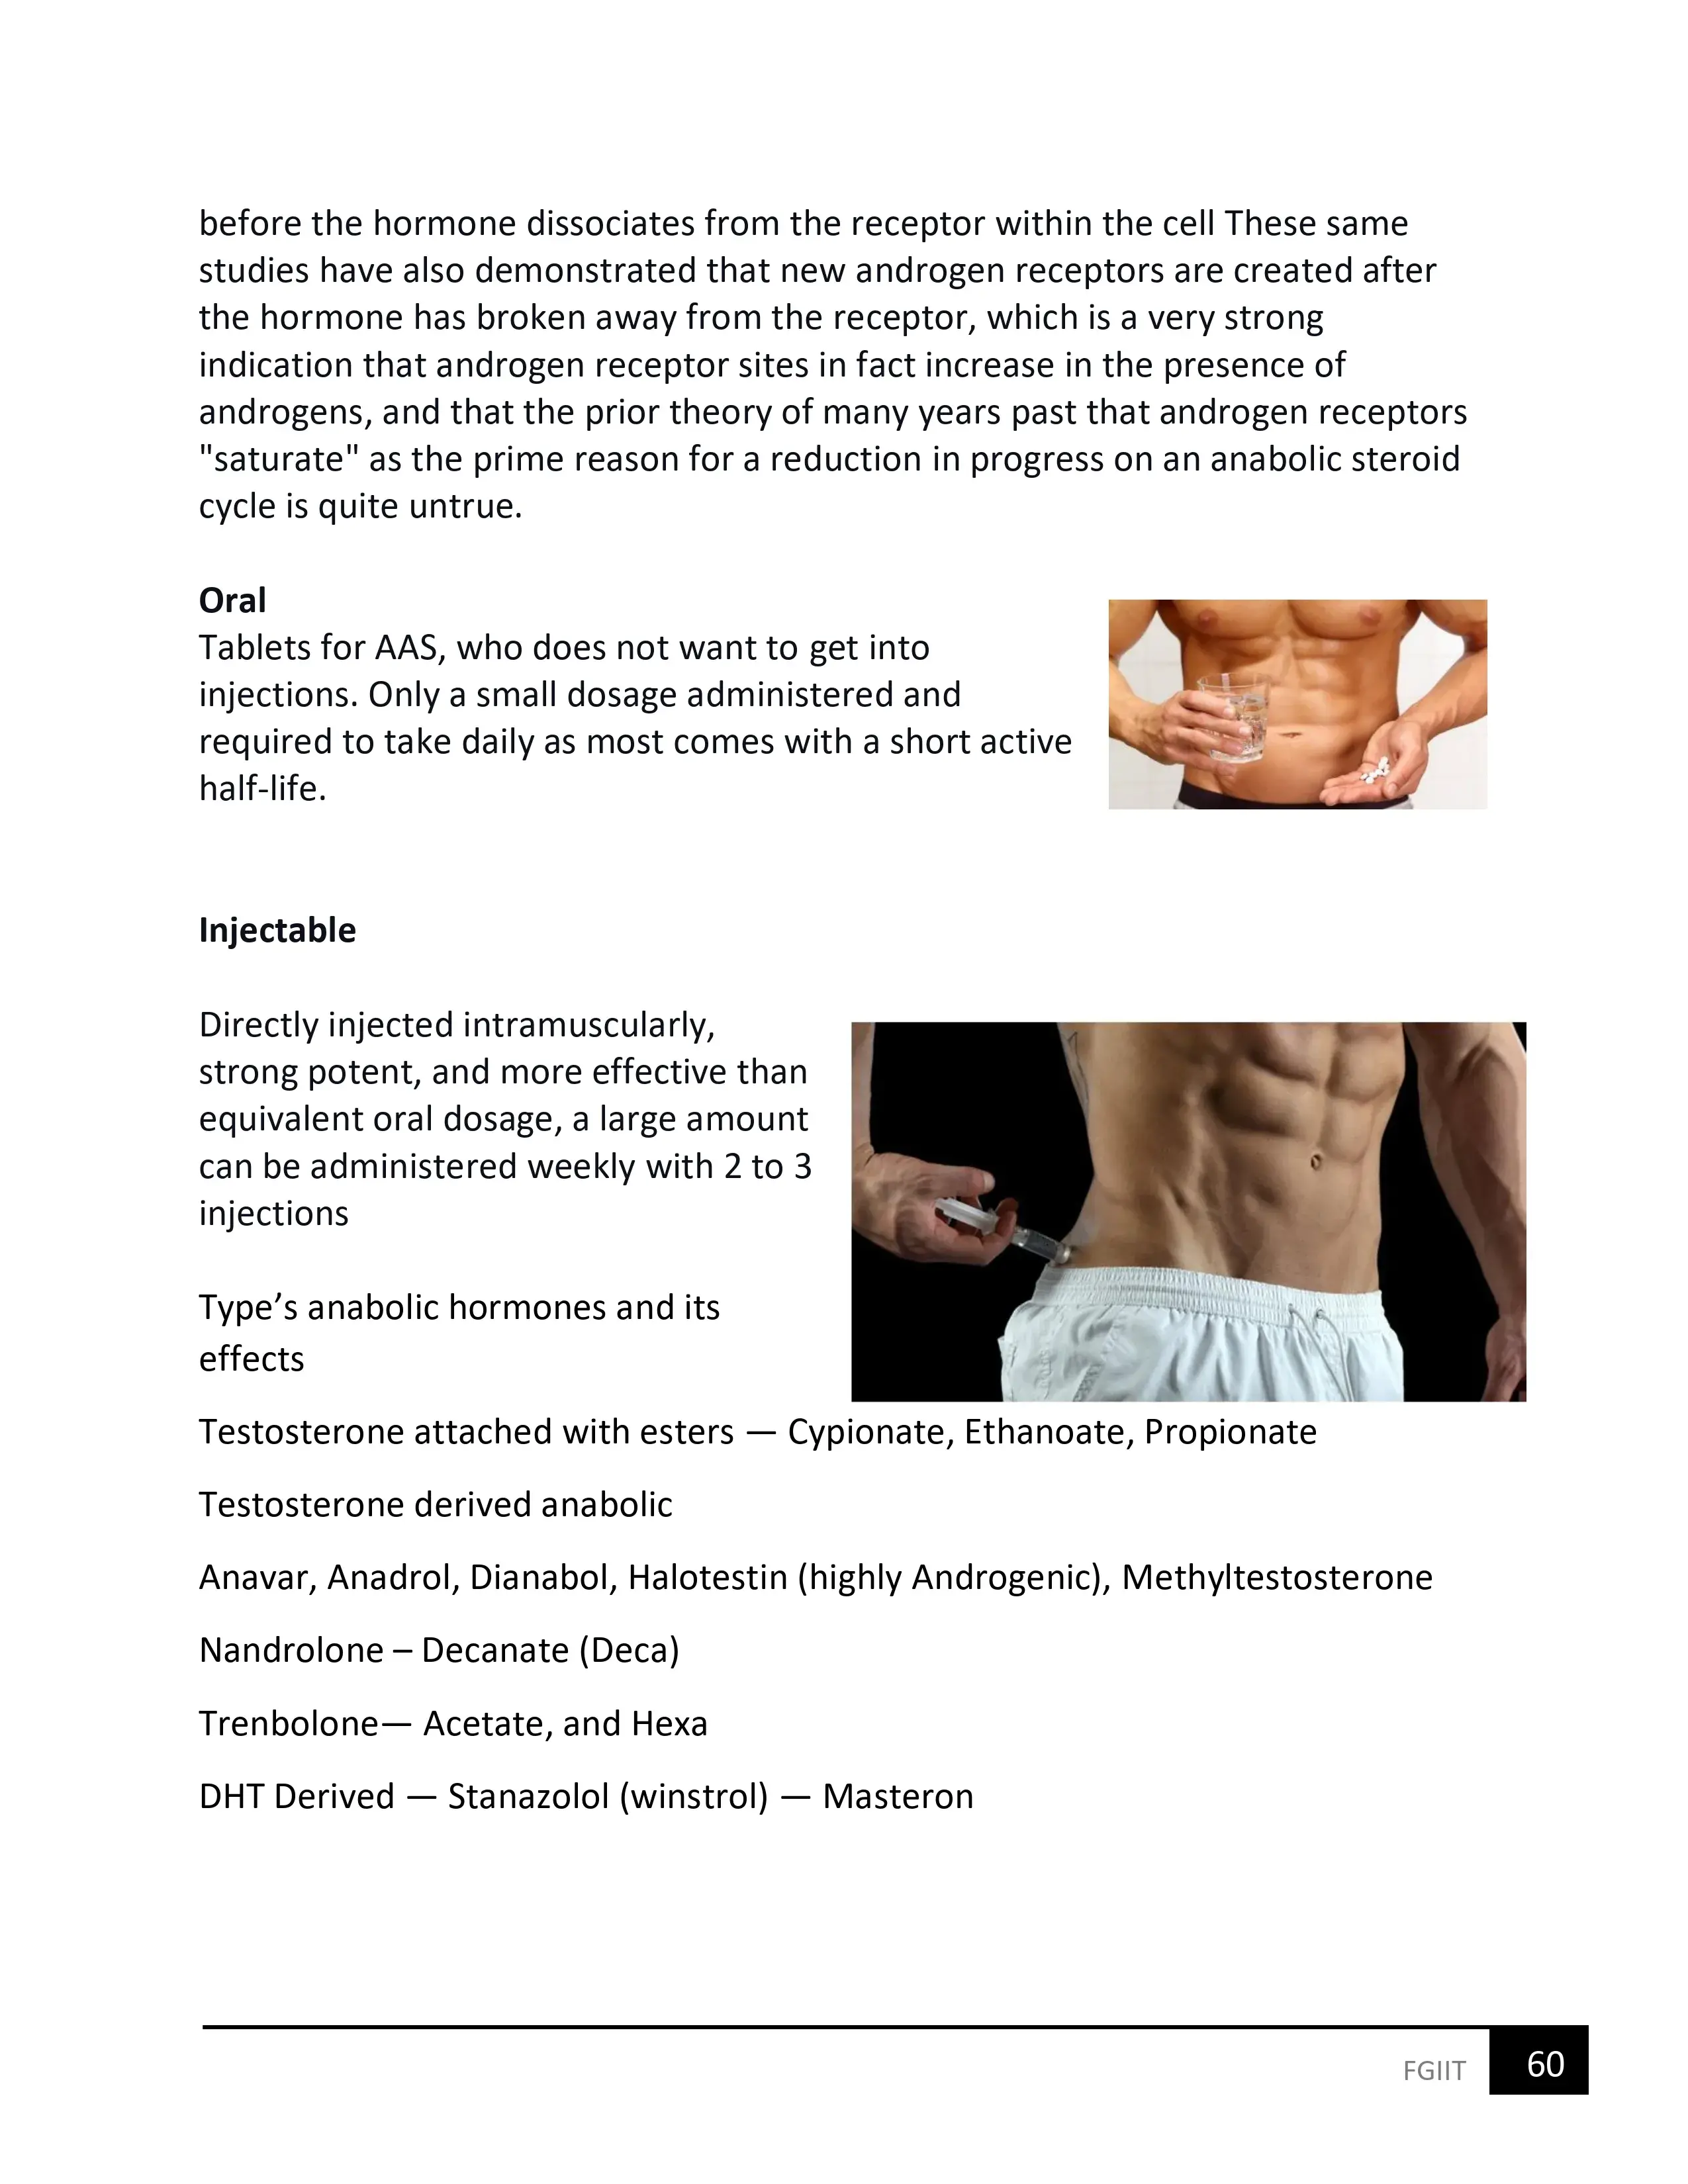 before the hormone dissociates from the receptor within the cell These same
studies have also demonstrated that new androgen receptors are created after
the hormone has broken away from the receptor, which is a very strong
indication that androgen receptor sites in fact increase in the presence of
androgens, and that the prior theory of many years past that androgen receptors
"saturate" as the prime reason for a reduction in progress on an anabolic steroid
cycle is quite untrue.
Oral
Tablets for AAS, who does not want to get into
injections. Only a small dosage administered and
required to take daily as most comes with a short active
half-life.
Injectable
Directly injected intramuscularly,
strong potent, and more effective than
equivalent oral dosage, a large amount
can be administered weekly with 2 to 3
injections
Type’s anabolic hormones and its
effects
Testosterone attached with esters — Cypionate, Ethanoate, Propionate
Testosterone derived anabolic
Anavar, Anadrol, Dianabol, Halotestin (highly Androgenic), Methyltestosterone
Nandrolone – Decanate (Deca)
Trenbolone— Acetate, and Hexa
DHT Derived — Stanazolol (winstrol) — Masteron
FGIIT 60